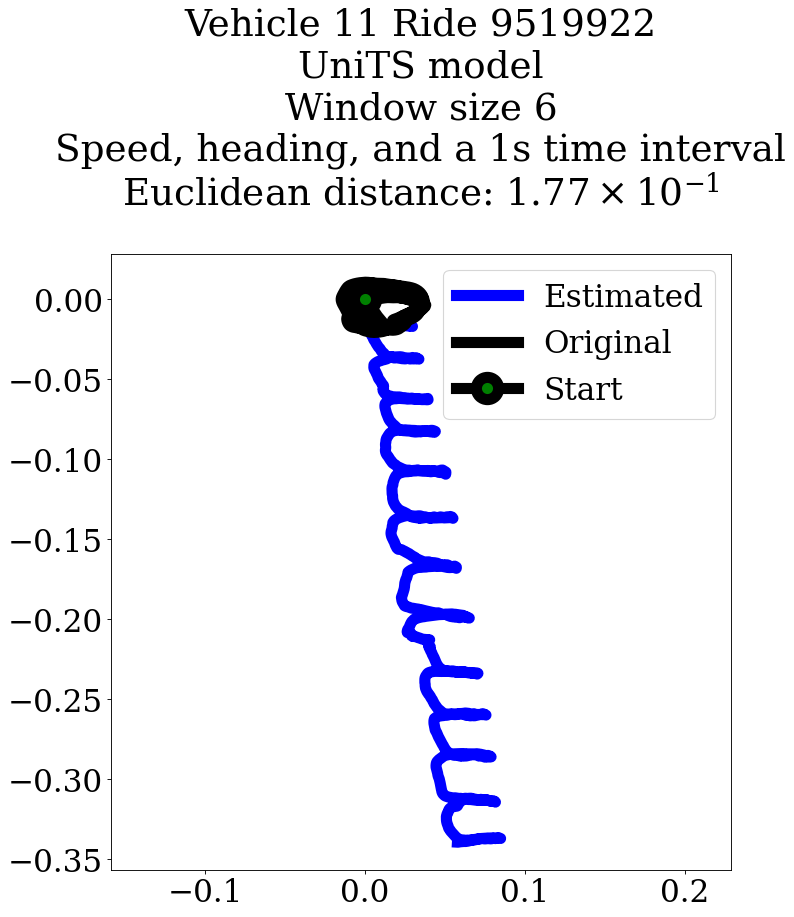 Vehicle 11 Ride 9519922
UniTS model
Window size 6
Speed, heading, and a 1s time interval
Euclidean distance: 1.77 × 10⁻¹
Estimated
Original
Start
0.00
−0.05
−0.10
−0.15
−0.20
−0.25
−0.30
−0.35
−0.1 0.0 0.1 0.2